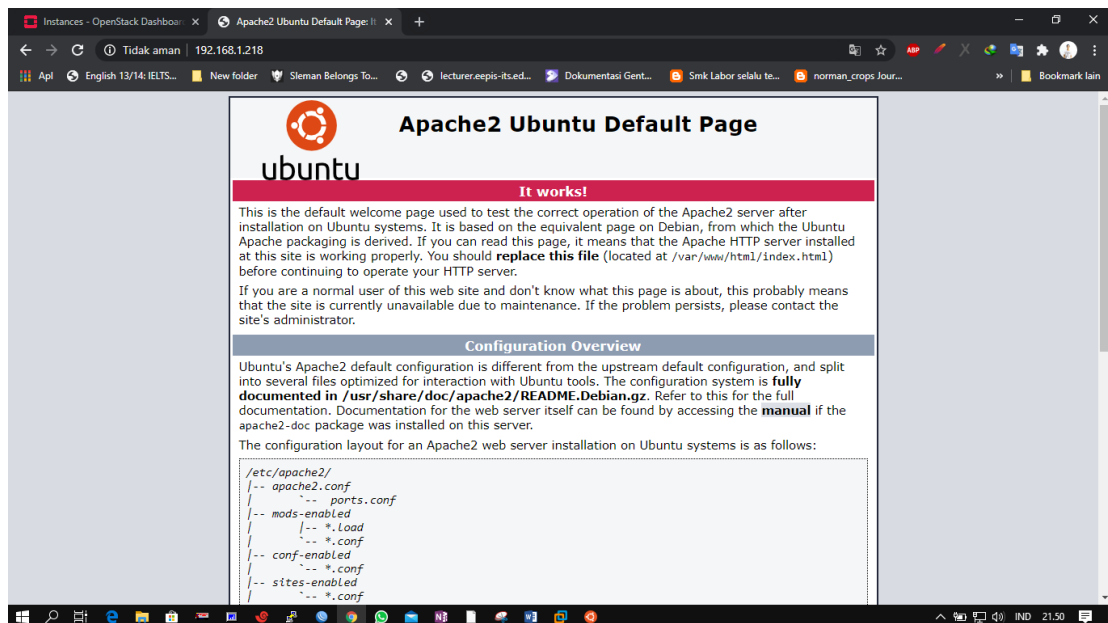 Instances - OpenStack Dashboar
Apache2 Ubuntu Default Page: It
Tidak aman | 192.168.1.218
ABP
Apl English 13/14: IELTS... New folder Sleman Belongs To... lecturer.eepis-its.ed... Dokumentasi Gent... Smk Labor selalu te... norman_crops Jour... » Bookmark lain
ubuntu
Apache2 Ubuntu Default Page
It works!
This is the default welcome page used to test the correct operation of the Apache2 server after
installation on Ubuntu systems. It is based on the equivalent page on Debian, from which the Ubuntu
Apache packaging is derived. If you can read this page, it means that the Apache HTTP server installed
at this site is working properly. You should replace this file (located at /var/www/html/index.html)
before continuing to operate your HTTP server.
If you are a normal user of this web site and don't know what this page is about, this probably means
that the site is currently unavailable due to maintenance. If the problem persists, please contact the
site's administrator.
Configuration Overview
Ubuntu's Apache2 default configuration is different from the upstream default configuration, and split
into several files optimized for interaction with Ubuntu tools. The configuration system is fully
documented in /usr/share/doc/apache2/README.Debian.gz. Refer to this for the full
documentation. Documentation for the web server itself can be found by accessing the manual if the
apache2-doc package was installed on this server.
The configuration layout for an Apache2 web server installation on Ubuntu systems is as follows:
/etc/apache2/
|-- apache2.conf
|       `--  ports.conf
|-- mods-enabled
|       |-- *.load
|       `-- *.conf
|-- conf-enabled
|       `-- *.conf
|-- sites-enabled
|       `-- *.conf
IND 21.50